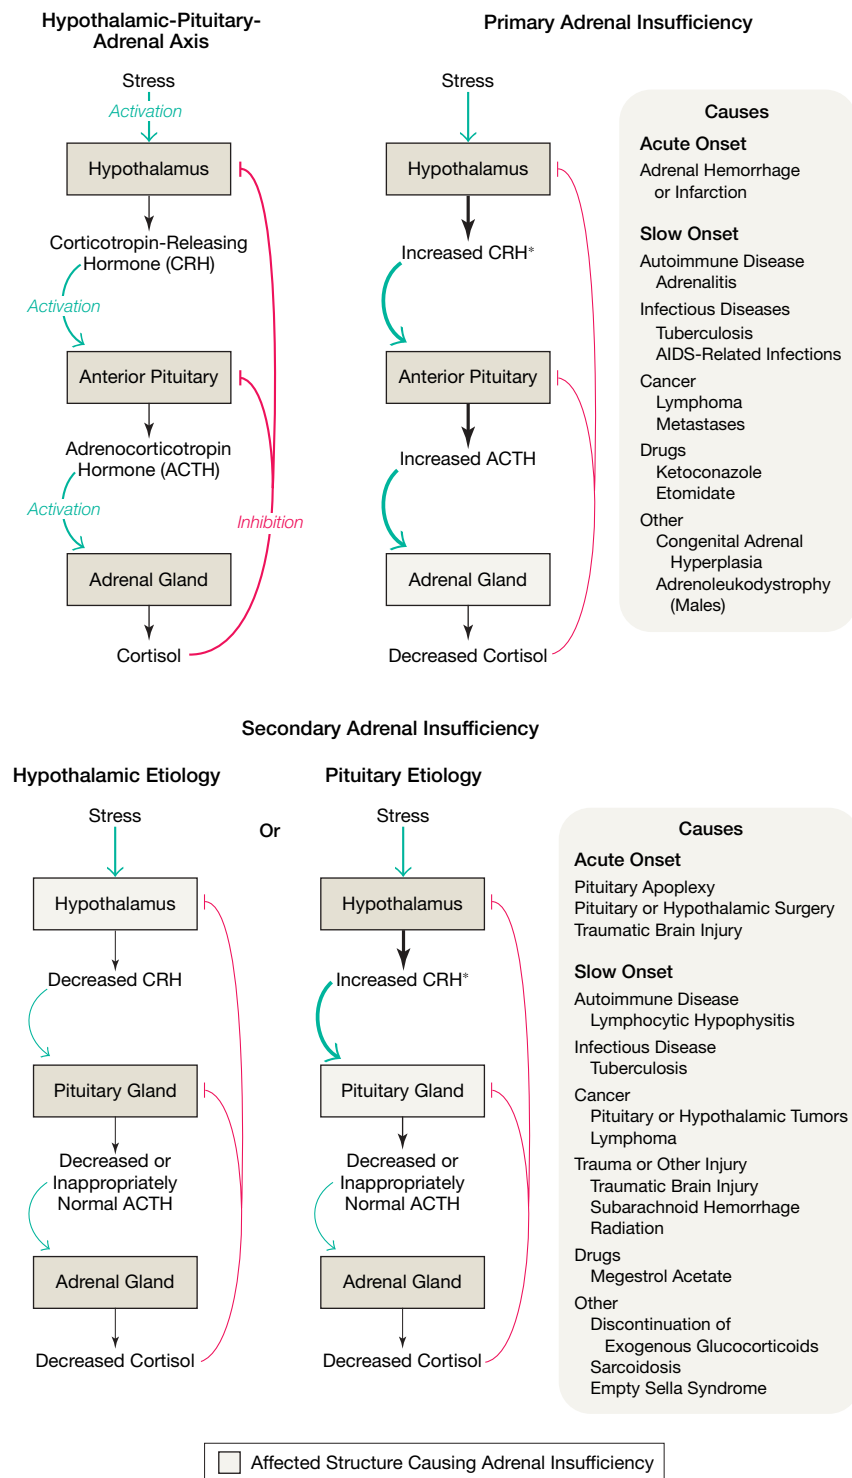 Hypothalamic-Pituitary-
Adrenal Axis
Stress
Activation
Hypothalamus
Corticotropin-Releasing
Hormone (CRH)
Activation
Anterior Pituitary
Adrenocorticotropin
Hormone (ACTH)
Activation
Inhibition
Adrenal Gland
Cortisol
Primary Adrenal Insufficiency
Stress
Hypothalamus
Increased CRH*
Anterior Pituitary
Increased ACTH
Adrenal Gland
Decreased Cortisol
Causes
Acute Onset
Adrenal Hemorrhage
or Infarction
Slow Onset
Autoimmune Disease
Adrenalitis
Infectious Diseases
Tuberculosis
AIDS-Related Infections
Cancer
Lymphoma
Metastases
Drugs
Ketoconazole
Etomidate
Other
Congenital Adrenal
Hyperplasia
Adrenoleukodystrophy
(Males)
Secondary Adrenal Insufficiency
Hypothalamic Etiology
Stress
Hypothalamus
Decreased CRH
Pituitary Gland
Decreased or
Inappropriately
Normal ACTH
Adrenal Gland
Decreased Cortisol
Or
Pituitary Etiology
Stress
Hypothalamus
Increased CRH*
Pituitary Gland
Decreased or
Inappropriately
Normal ACTH
Adrenal Gland
Decreased Cortisol
Causes
Acute Onset
Pituitary Apoplexy
Pituitary or Hypothalamic Surgery
Traumatic Brain Injury
Slow Onset
Autoimmune Disease
Lymphocytic Hypophysitis
Infectious Disease
Tuberculosis
Cancer
Pituitary or Hypothalamic Tumors
Lymphoma
Trauma or Other Injury
Traumatic Brain Injury
Subarachnoid Hemorrhage
Radiation
Drugs
Megestrol Acetate
Other
Discontinuation of
Exogenous Glucocorticoids
Sarcoidosis
Empty Sella Syndrome
Affected Structure Causing Adrenal Insufficiency